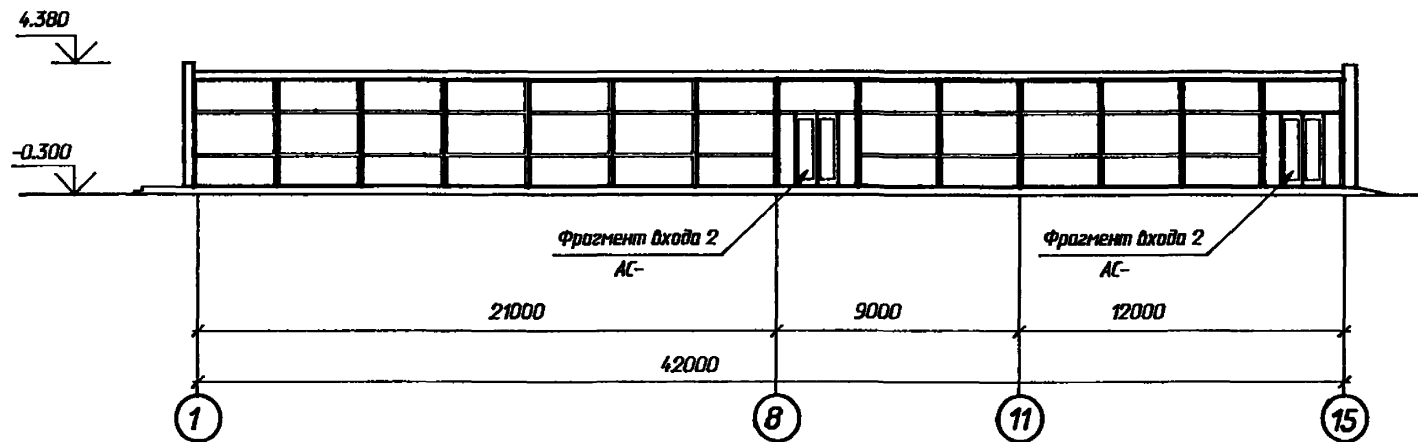 4.380
-0.300
Фрагмент входа 2
АС-
Фрагмент входа 2
АС-
21000
9000
12000
42000
1
8
11
15